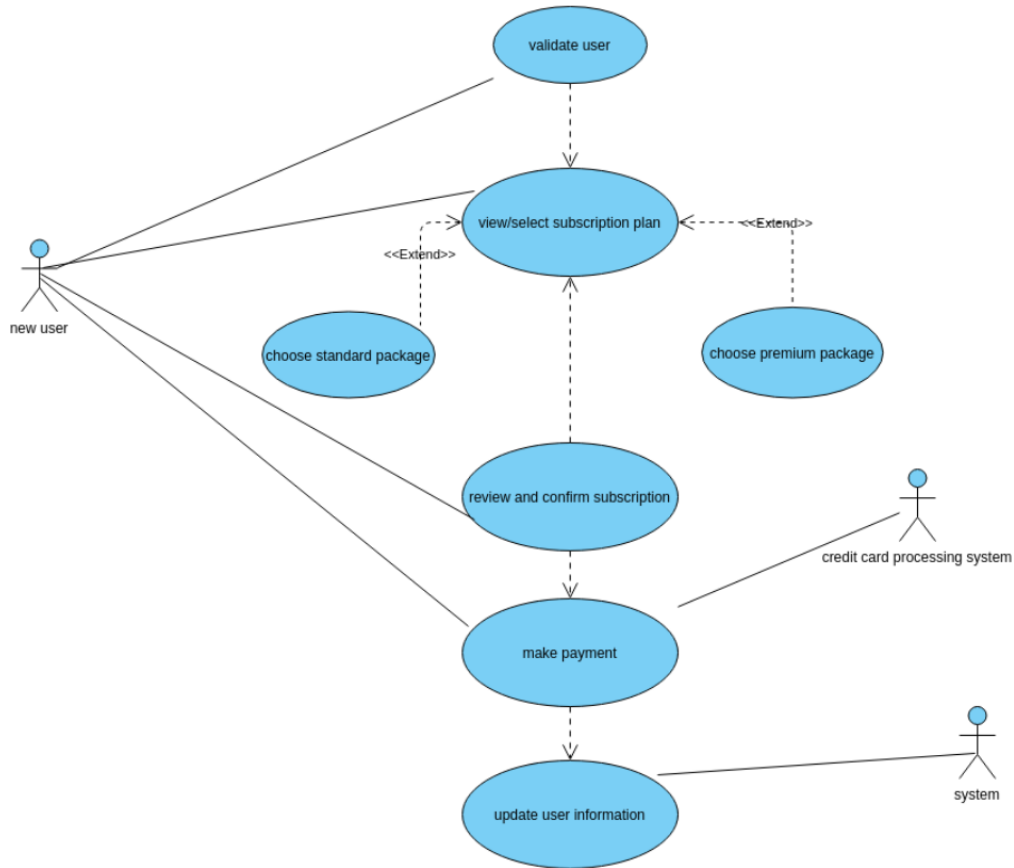 validate user
view/select subscription plan
<<Extend>>
<<Extend>>
new user
choose standard package
choose premium package
review and confirm subscription
credit card processing system
make payment
system
update user information